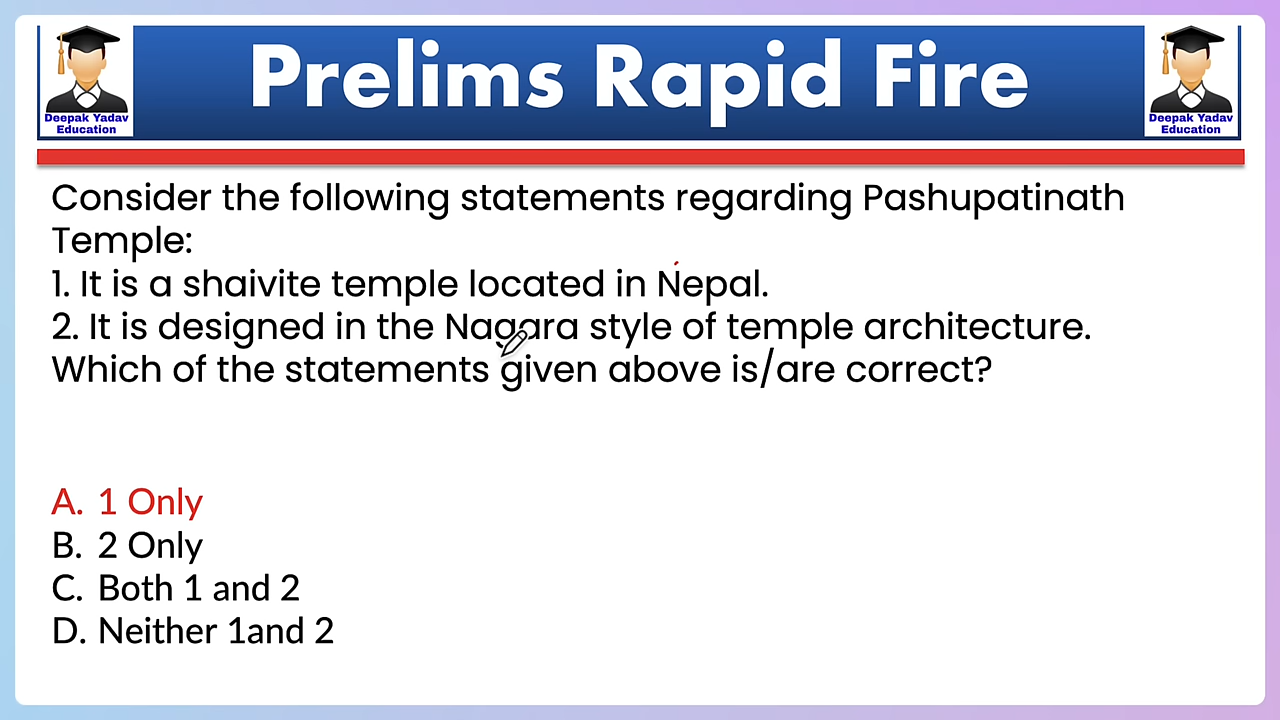 Prelims Rapid Fire
Deepak Yadav
Education
Deepak Yadav
Education
Consider the following statements regarding Pashupatinath
Temple:
1. It is a shaivite temple located in Nepal.
2. It is designed in the Nagara style of temple architecture.
Which of the statements given above is/are correct?
A. 1 Only
B. 2 Only
C. Both 1 and 2
D. Neither 1and 2